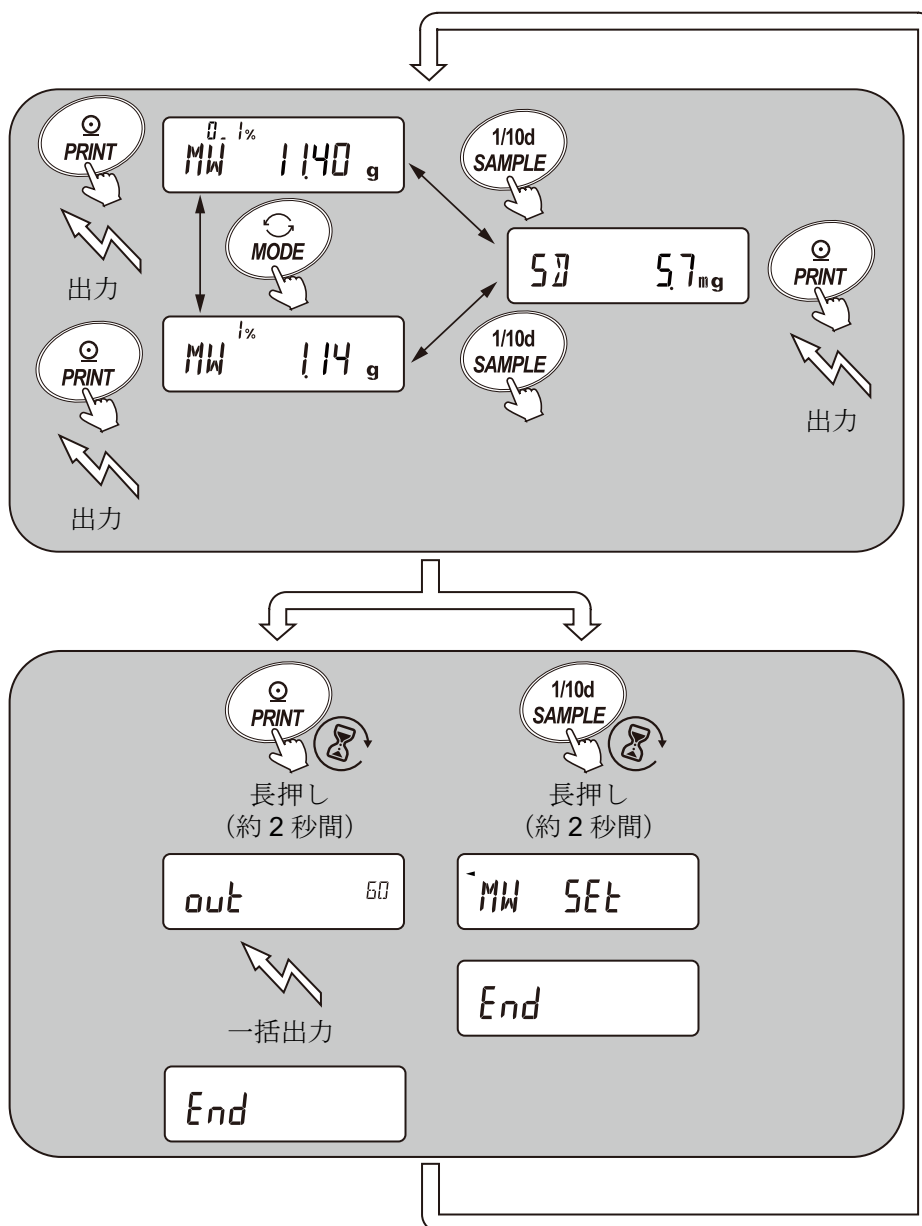 PRINT
0.1%
MW 11.40 g
1/10d
SAMPLE
MODE
SD 5.7 mg
PRINT
出力
1%
MW 1.14 g
PRINT
1/10d
SAMPLE
出力
出力
PRINT
1/10d
SAMPLE
長押し
(約 2 秒間)
長押し
(約 2 秒間)
out 60
MW SEt
End
一括出力
End